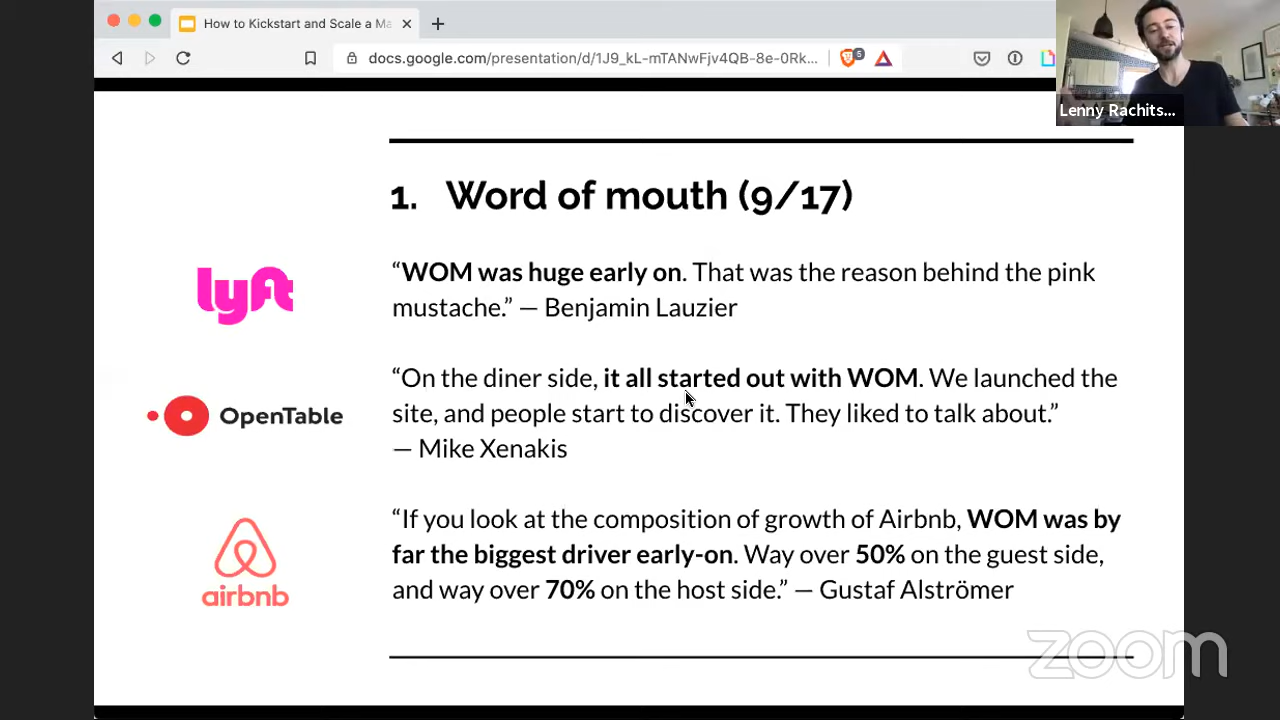 How to Kickstart and Scale a Ma
docs.google.com/presentation/d/1J9_kL-mTANwFjv4QB-8e-0Rk...
5
Lenny Rachits...
1. Word of mouth (9/17)
lyft
“WOM was huge early on. That was the reason behind the pink
mustache.” — Benjamin Lauzier
OpenTable
“On the diner side, it all started out with WOM. We launched the
site, and people start to discover it. They liked to talk about.”
— Mike Xenakis
airbnb
“If you look at the composition of growth of Airbnb, WOM was by
far the biggest driver early-on. Way over 50% on the guest side,
and way over 70% on the host side.” — Gustaf Alströmer
zoom